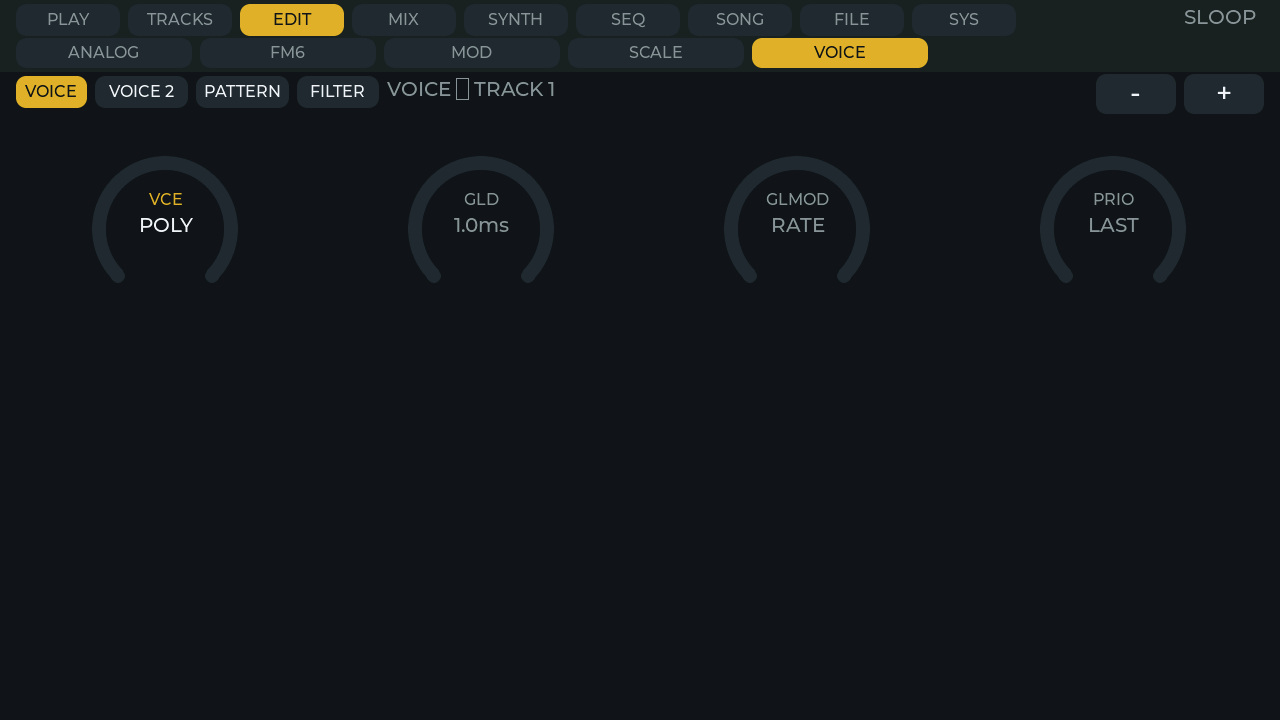 PLAY TRACKS EDIT MIX SYNTH SEQ SONG FILE SYS SLOOP
ANALOG FM6 MOD SCALE VOICE
VOICE VOICE 2 PATTERN FILTER VOICE TRACK 1 - +
VCE GLD GLMOD PRIO
POLY 1.0ms RATE LAST